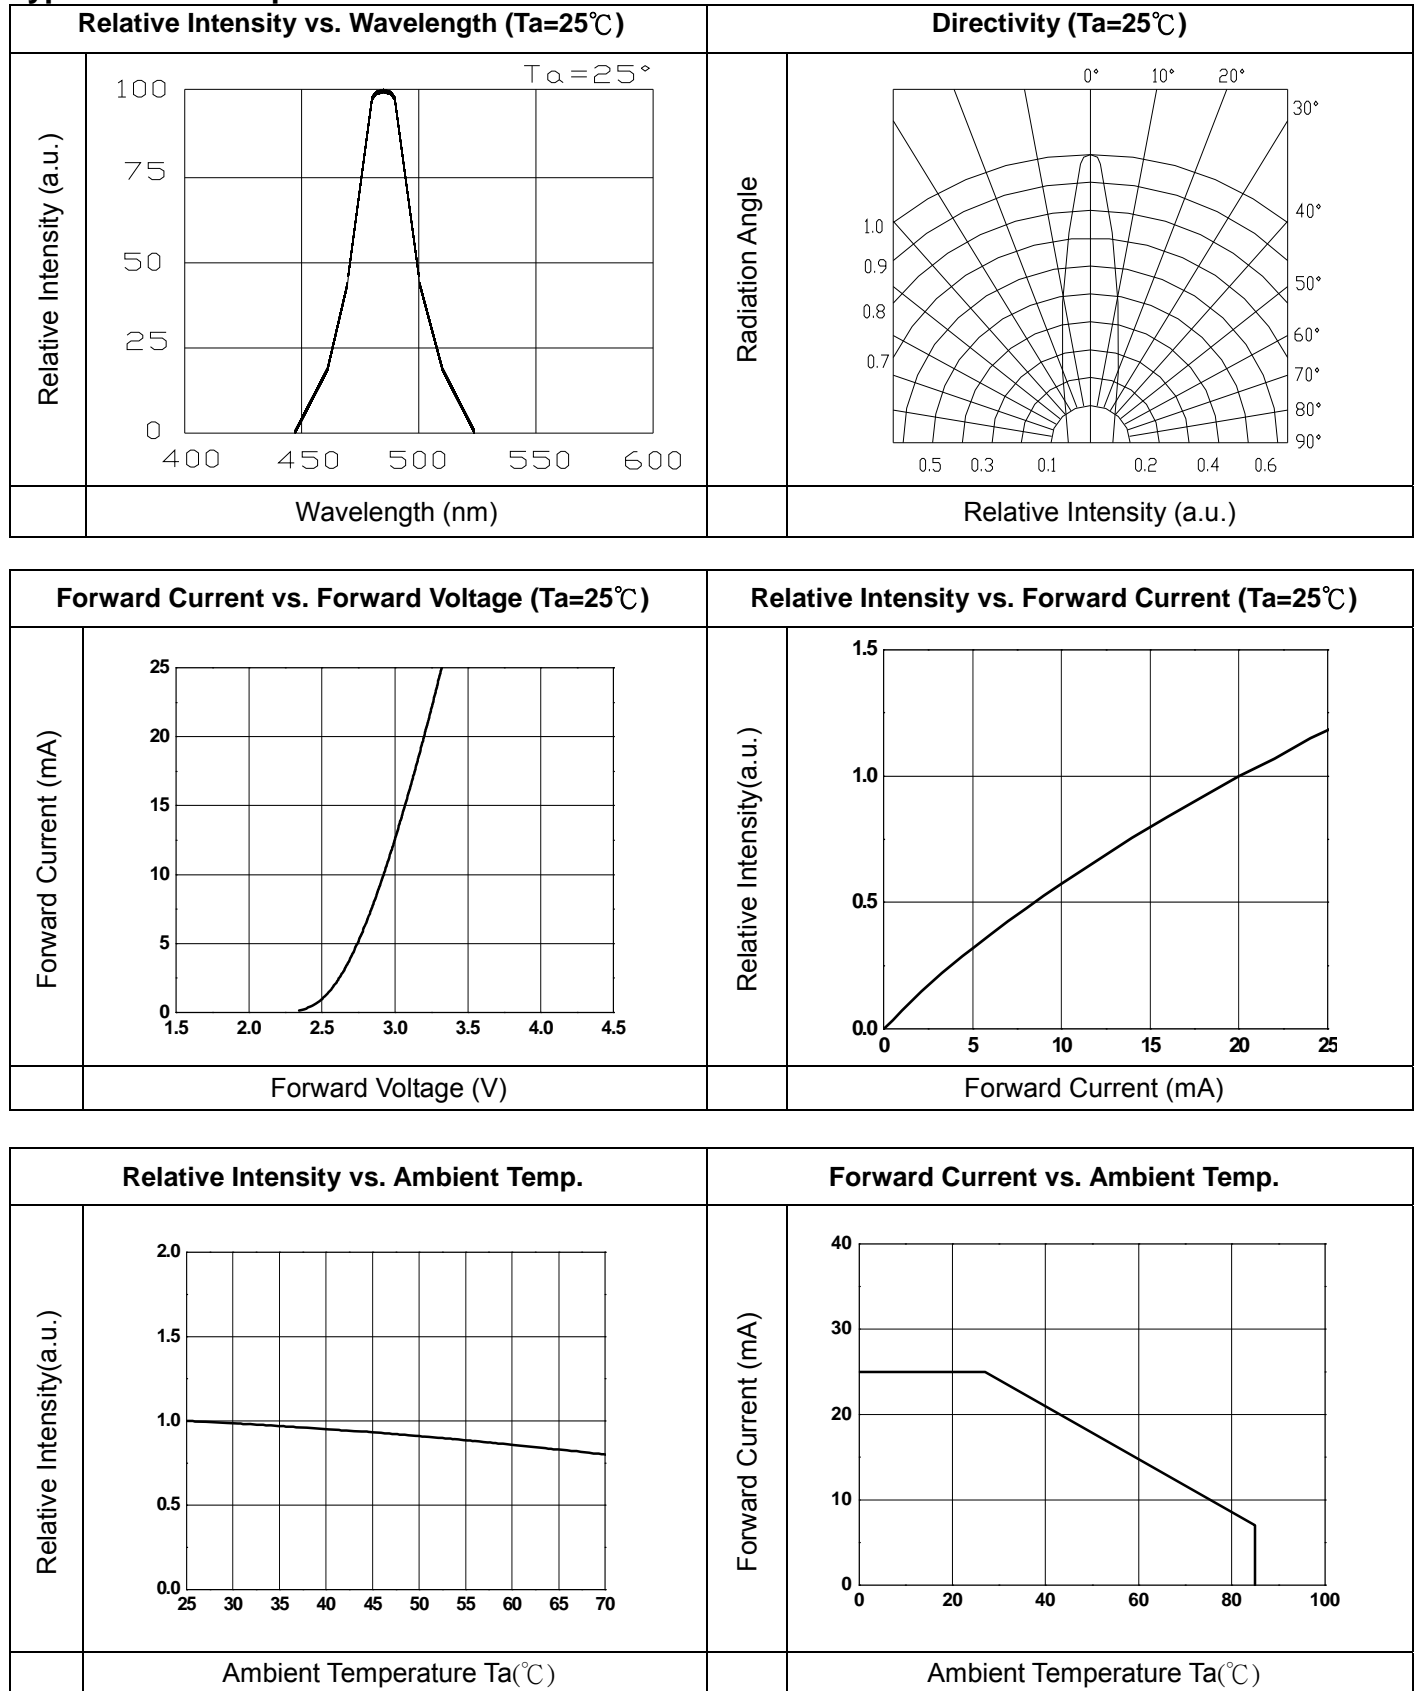 Relative Intensity vs. Wavelength (Ta=25℃)
Directivity (Ta=25℃)
Relative Intensity (a.u.)
Ta=25°
100
75
50
25
0
400 450 500 550 600
Wavelength (nm)
Radiation Angle
0° 10° 20°
30°
40°
50°
60°
70°
80°
90°
1.0
0.9
0.8
0.7
0.5 0.3 0.1 0.2 0.4 0.6
Relative Intensity (a.u.)
Forward Current vs. Forward Voltage (Ta=25℃)
Relative Intensity vs. Forward Current (Ta=25℃)
Forward Current (mA)
25
20
15
10
5
0
1.5 2.0 2.5 3.0 3.5 4.0 4.5
Forward Voltage (V)
Relative Intensity(a.u.)
1.5
1.0
0.5
0.0
0 5 10 15 20 25
Forward Current (mA)
Relative Intensity vs. Ambient Temp.
Forward Current vs. Ambient Temp.
Relative Intensity(a.u.)
2.0
1.5
1.0
0.5
0.0
25 30 35 40 45 50 55 60 65 70
Ambient Temperature Ta(℃)
Forward Current (mA)
40
30
20
10
0
0 20 40 60 80 100
Ambient Temperature Ta(℃)